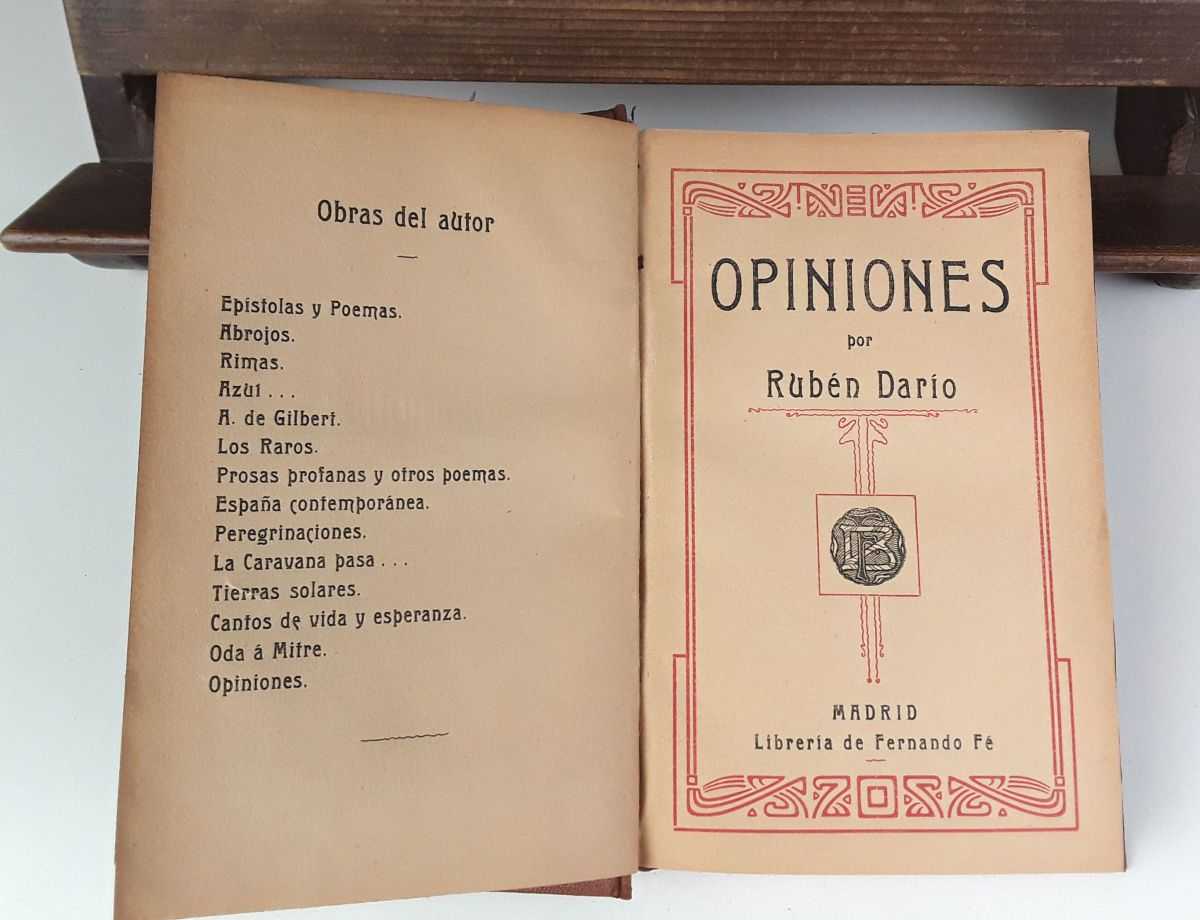 Obras del autor
Epístolas y Poemas.
Abrojos.
Rimas.
Azul . . .
A. de Gilbert.
Los Raros.
Prosas profanas y otros poemas.
España contemporánea.
Peregrinaciones.
La Caravana pasa . . .
Tierras solares.
Cantos de vida y esperanza.
Oda á Mitre.
Opiniones.
OPINIONES
por
Rubén Darío
MADRID
Librería de Fernando Fé